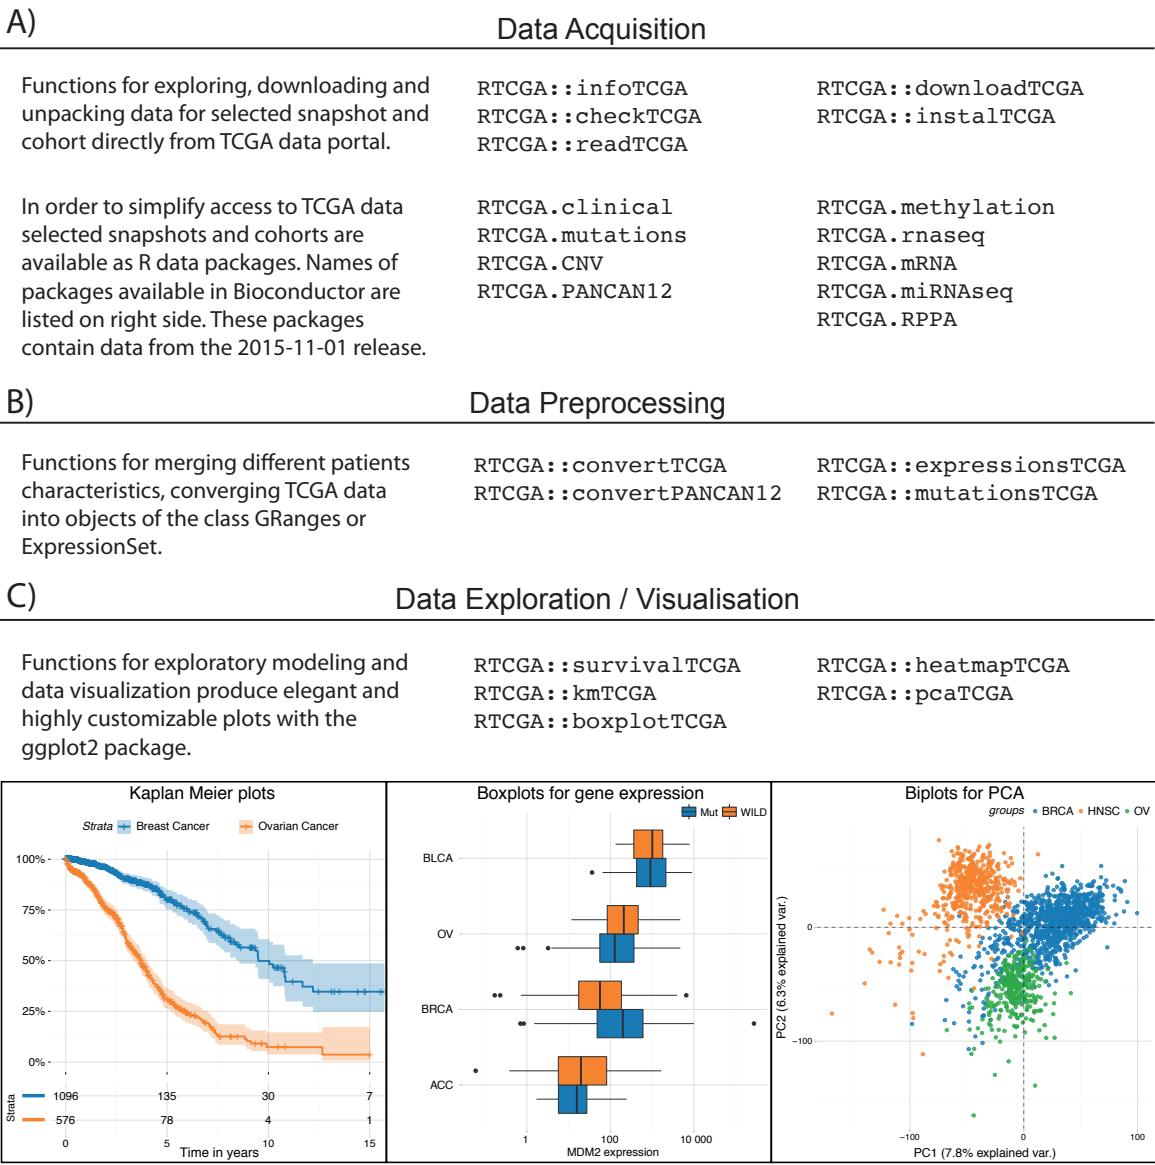 A)
Data Acquisition
Functions for exploring, downloading and
unpacking data for selected snapshot and
cohort directly from TCGA data portal.
RTCGA::infoTCGA
RTCGA::checkTCGA
RTCGA::readTCGA
RTCGA::downloadTCGA
RTCGA::instalTCGA
In order to simplify access to TCGA data
selected snapshots and cohorts are
available as R data packages. Names of
packages available in Bioconductor are
listed on right side. These packages
contain data from the 2015-11-01 release.
RTCGA.clinical
RTCGA.mutations
RTCGA.CNV
RTCGA.PANCAN12
RTCGA.methylation
RTCGA.rnaseq
RTCGA.mRNA
RTCGA.miRNAseq
RTCGA.RPPA
B)
Data Preprocessing
Functions for merging different patients
characteristics, converging TCGA data
into objects of the class GRanges or
ExpressionSet.
RTCGA::convertTCGA
RTCGA::convertPANCAN12
RTCGA::expressionsTCGA
RTCGA::mutationsTCGA
C)
Data Exploration / Visualisation
Functions for exploratory modeling and
data visualization produce elegant and
highly customizable plots with the
ggplot2 package.
RTCGA::survivalTCGA
RTCGA::kmTCGA
RTCGA::boxplotTCGA
RTCGA::heatmapTCGA
RTCGA::pcaTCGA
Kaplan Meier plots
Strata Breast Cancer Ovarian Cancer
100%
75%
50%
25%
0%
Strata
1096 135 30 7
576 78 4 1
0 5 10 15
Time in years
Boxplots for gene expression
Mut WILD
BLCA
OV
BRCA
ACC
1 100 10 000
MDM2 expression
Biplots for PCA
groups BRCA HNSC OV
PC2 (6.3% explained var.)
0
−100
−100 0 100
PC1 (7.8% explained var.)